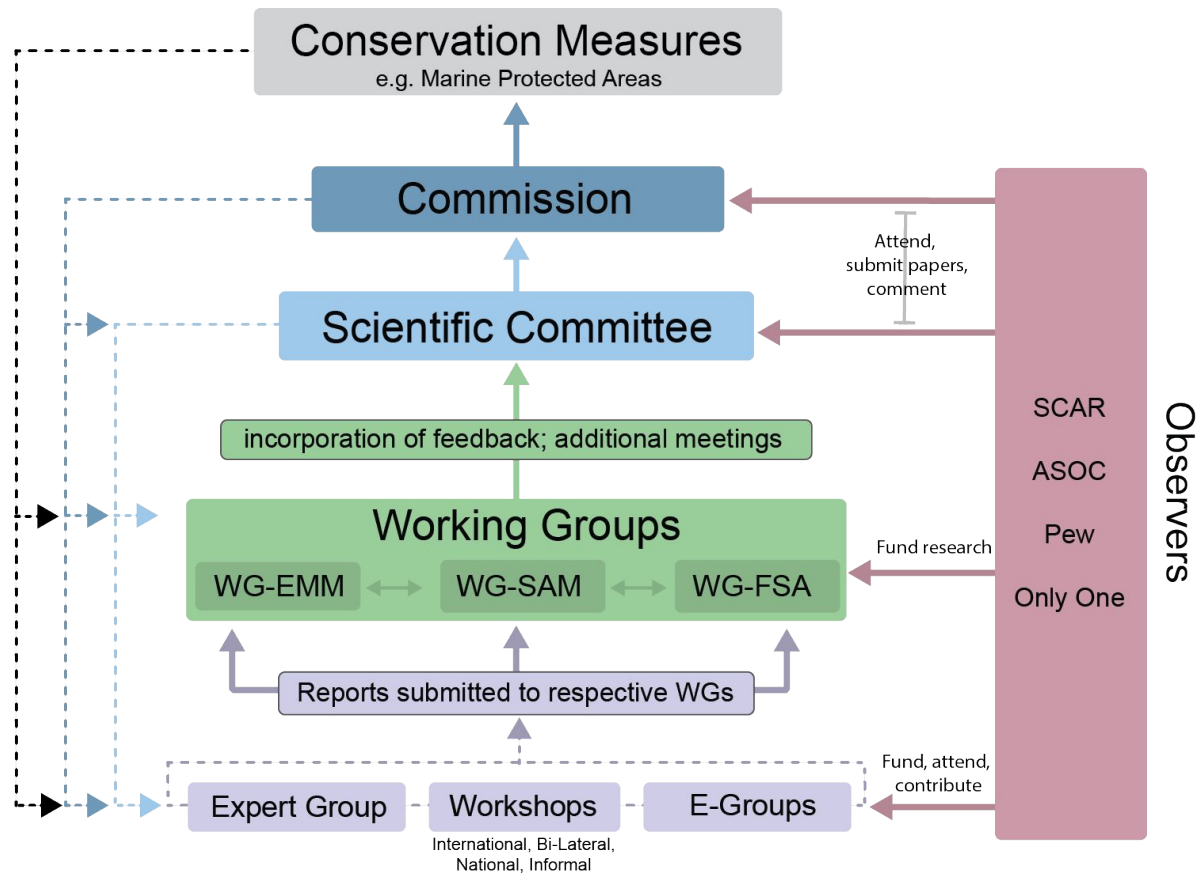 Conservation Measures
e.g. Marine Protected Areas
Commission
Attend,
submit papers,
comment
Scientific Committee
incorporation of feedback; additional meetings
Working Groups
WG-EMM
WG-SAM
WG-FSA
Fund research
Reports submitted to respective WGs
Fund, attend,
contribute
Expert Group
Workshops
E-Groups
International, Bi-Lateral,
National, Informal
SCAR
ASOC
Pew
Only One
Observers